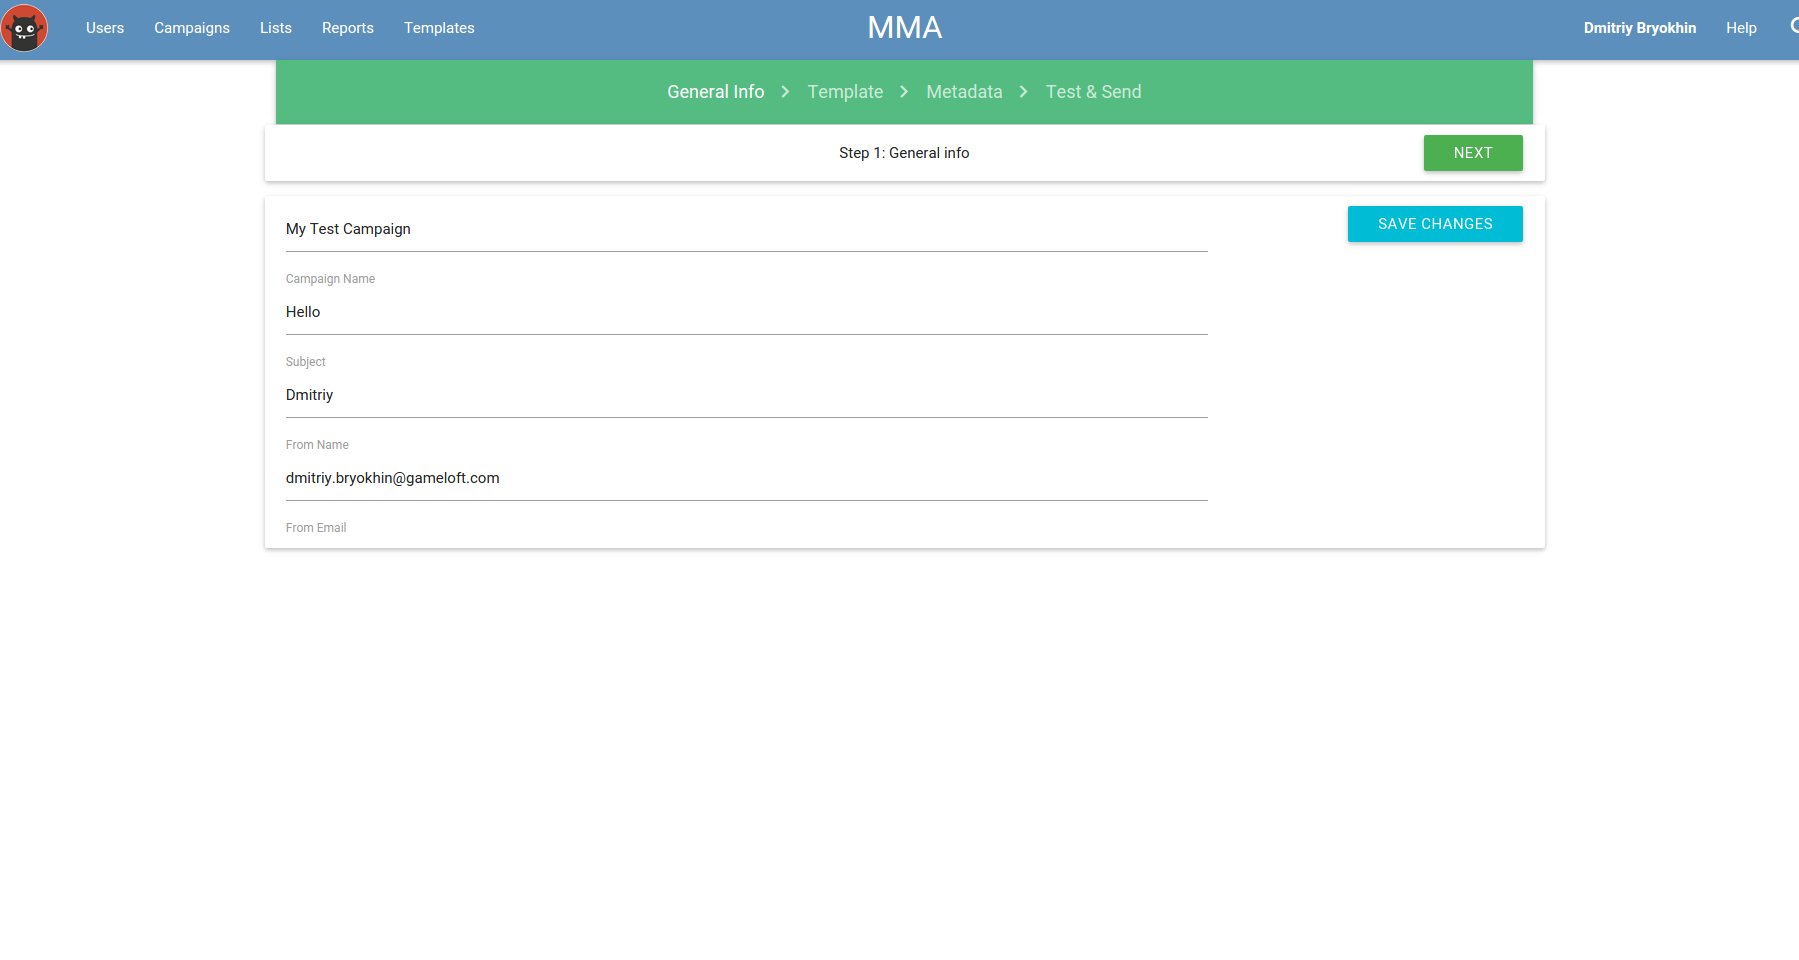 Users Campaigns Lists Reports Templates MMA Dmitriy Bryokhin Help
General Info Template Metadata Test & Send
Step 1: General info NEXT
My Test Campaign SAVE CHANGES
Campaign Name
Hello
Subject
Dmitriy
From Name
dmitriy.bryokhin@gameloft.com
From Email